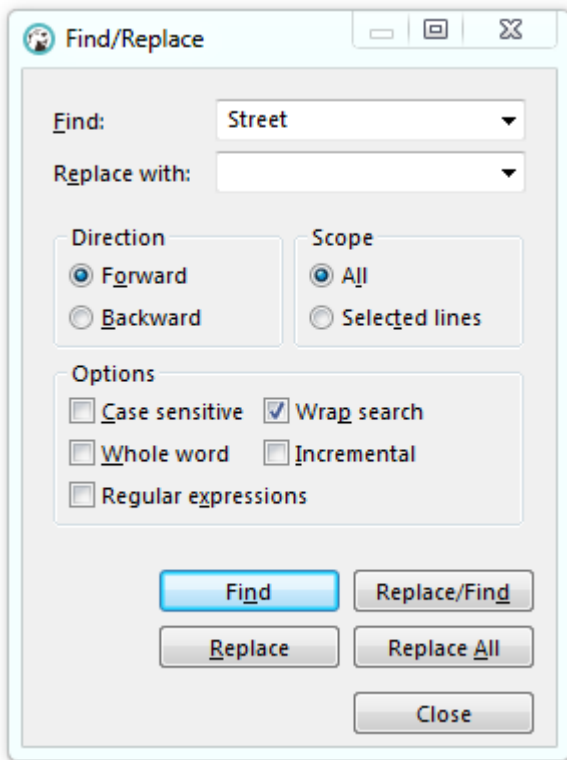 Find/Replace
Find: Street
Replace with:
Direction Scope
Forward All
Backward Selected lines
Options
Case sensitive Wrap search
Whole word Incremental
Regular expressions
Find Replace/Find
Replace Replace All
Close